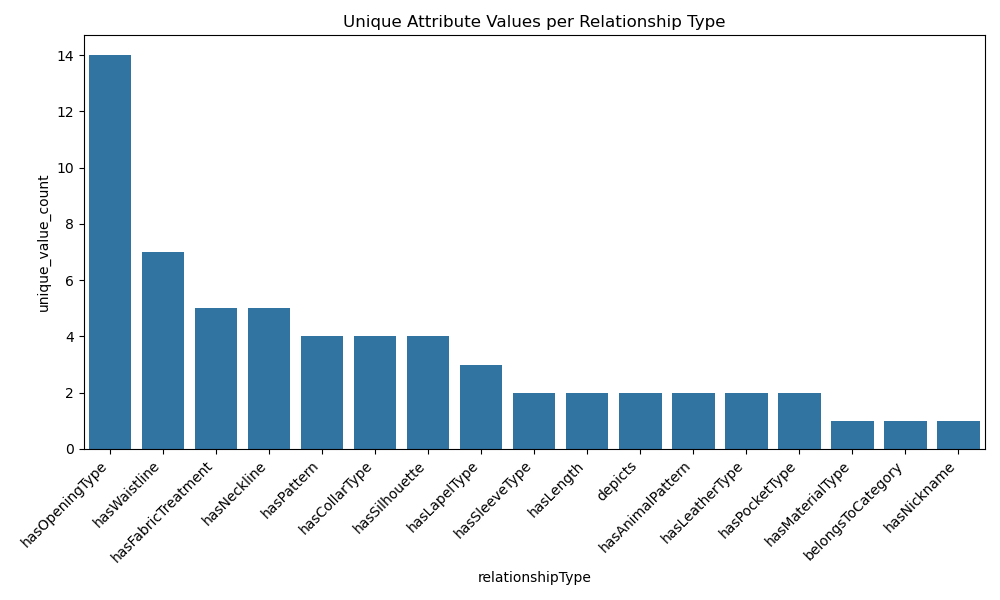 Unique Attribute Values per Relationship Type
unique_value_count
14
12
10
8
6
4
2
0
hasOpeningType
hasWaistline
hasFabricTreatment
hasNeckline
hasPattern
hasCollarType
hasSilhouette
hasLapelType
hasSleeveType
hasLength
depicts
hasAnimalPattern
hasLeatherType
hasPocketType
hasMaterialType
belongsToCategory
hasNickname
relationshipType